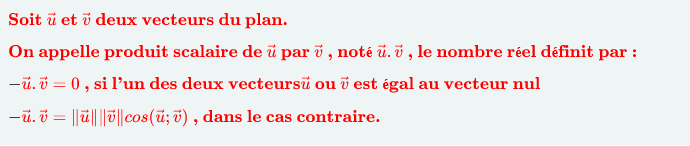 Soit $\vec{u}$ et $\vec{v}$ deux vecteurs du plan.
On appelle produit scalaire de $\vec{u}$ par $\vec{v}$ , noté $\vec{u}.\vec{v}$ , le nombre réel définit par :
$-\vec{u}.\vec{v} = 0$ , si l'un des deux vecteurs$\vec{u}$ ou $\vec{v}$ est égal au vecteur nul
$-\vec{u}.\vec{v} = \|\vec{u}\|\|\vec{v}\|cos(\vec{u};\vec{v})$ , dans le cas contraire.